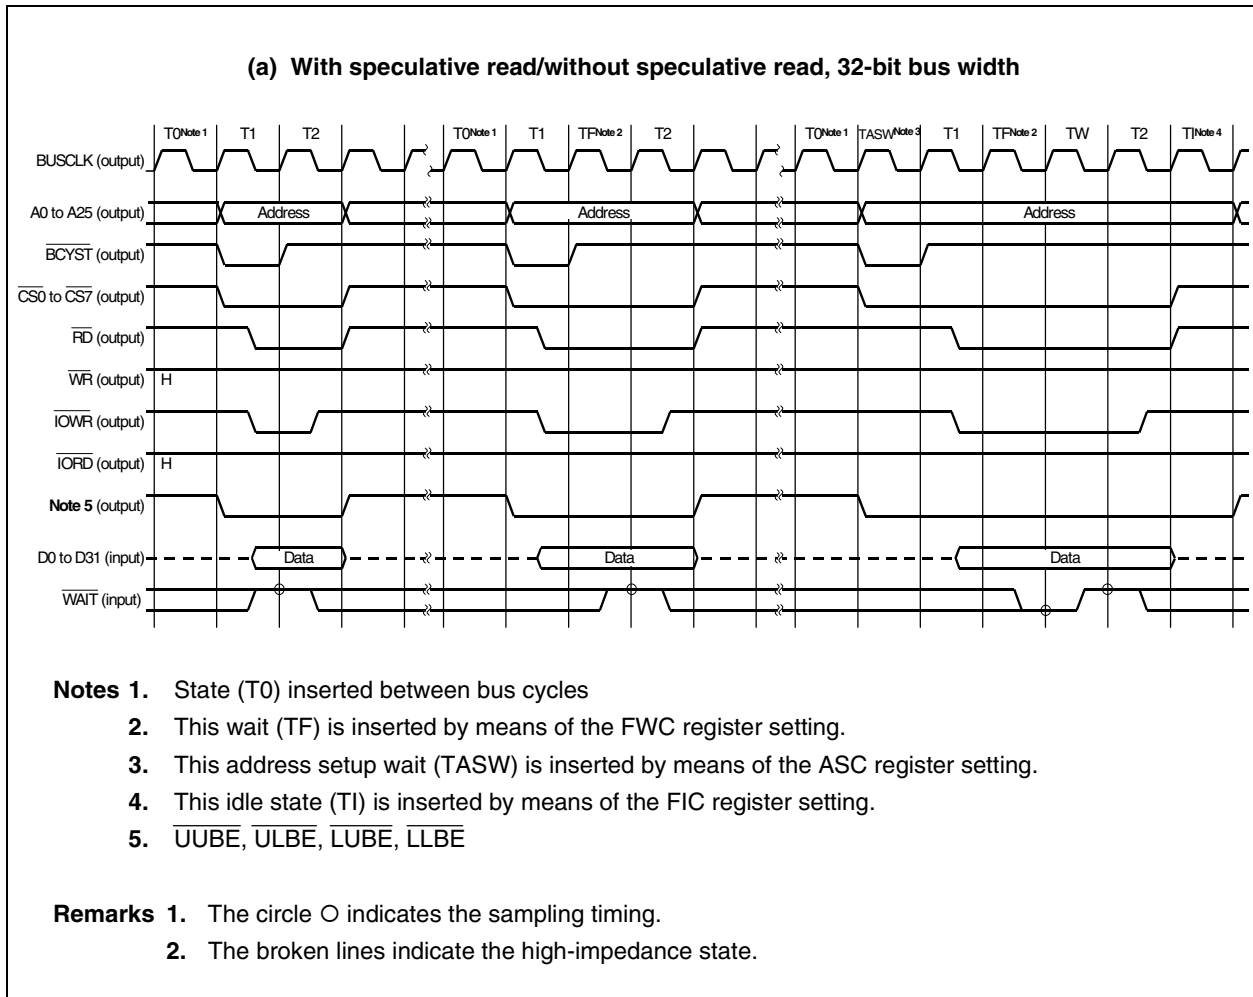 (a) With speculative read/without speculative read, 32-bit bus width
T0Note 1 T1 T2 T0Note 1 T1 TFNote 2 T2 T0Note 1 TASWNote 3 T1 TFNote 2 TW T2 TINote 4
BUSCLK (output)
A0 to A25 (output) Address Address Address
BCYST (output)
CS0 to CS7 (output)
RD (output)
WR (output) H
IOWR (output)
IORD (output) H
Note 5 (output)
D0 to D31 (input) Data Data Data
WAIT (input)
Notes 1. State (T0) inserted between bus cycles
2. This wait (TF) is inserted by means of the FWC register setting.
3. This address setup wait (TASW) is inserted by means of the ASC register setting.
4. This idle state (TI) is inserted by means of the FIC register setting.
5. UUBE, ULBE, LUBE, LLBE
Remarks 1. The circle O indicates the sampling timing.
2. The broken lines indicate the high-impedance state.